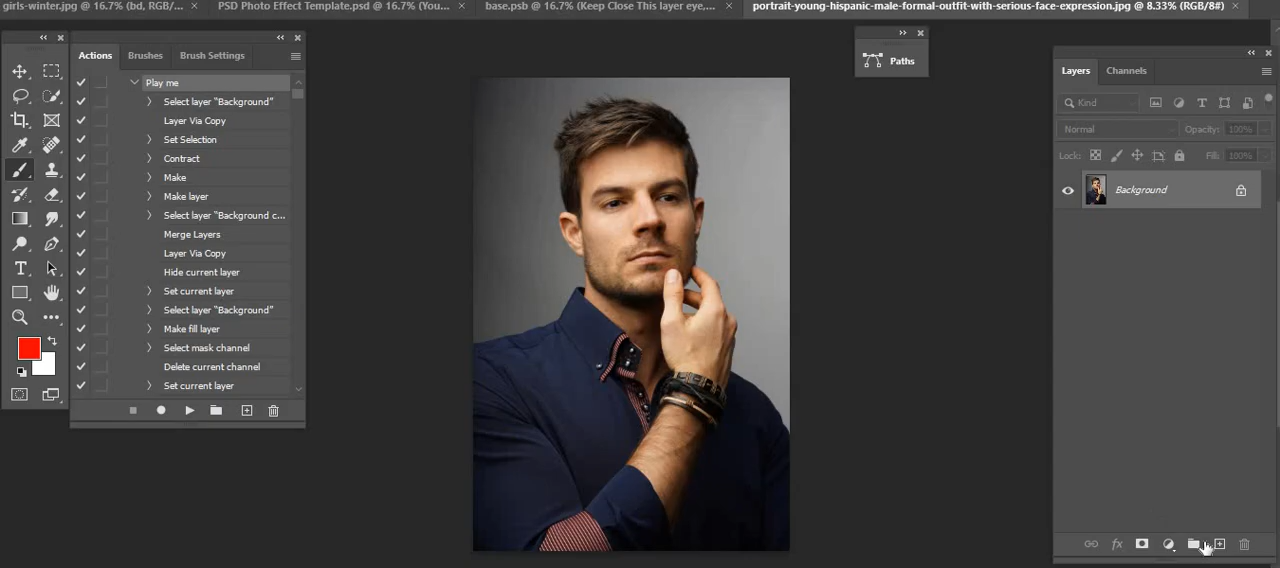 girls-winter.jpg @ 16.7% (bd, RGB/...
PSD Photo Effect Template.psd @ 16.7% (You...
base.psb @ 16.7% (Keep Close This layer eye,...
portrait-young-hispanic-male-formal-outfit-with-serious-face-expression.jpg @ 8.33% (RGB/8#)
Actions
Brushes
Brush Settings
Play me
Select layer "Background"
Layer Via Copy
Set Selection
Contract
Make
Make layer
Select layer "Background c...
Merge Layers
Layer Via Copy
Hide current layer
Set current layer
Select layer "Background"
Make fill layer
Select mask channel
Delete current channel
Set current layer
Paths
Layers
Channels
Kind
Normal
Opacity: 100%
Lock:
Fill: 100%
Background
fx